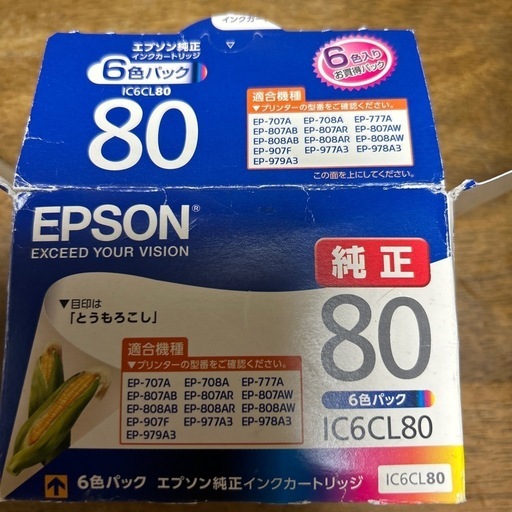 エプソン純正
インクカートリッジ
6色パック
IC6CL80
80
6色入り
お買得パック
適合機種
▼プリンターの型番をご確認ください。
EP-707A EP-708A EP-777A
EP-807AB EP-807AR EP-807AW
EP-808AB EP-808AR EP-808AW
EP-907F EP-977A3 EP-978A3
EP-979A3
この面を上にしてください。
EPSON®
EXCEED YOUR VISION
純正
▼目印は
「とうもろこし」
80
適合機種
▼プリンターの型番をご確認ください。
EP-707A EP-708A EP-777A
EP-807AB EP-807AR EP-807AW
EP-808AB EP-808AR EP-808AW
EP-907F EP-977A3 EP-978A3
EP-979A3
6色パック
IC6CL80
6色パック エプソン純正インクカートリッジ
IC6CL80